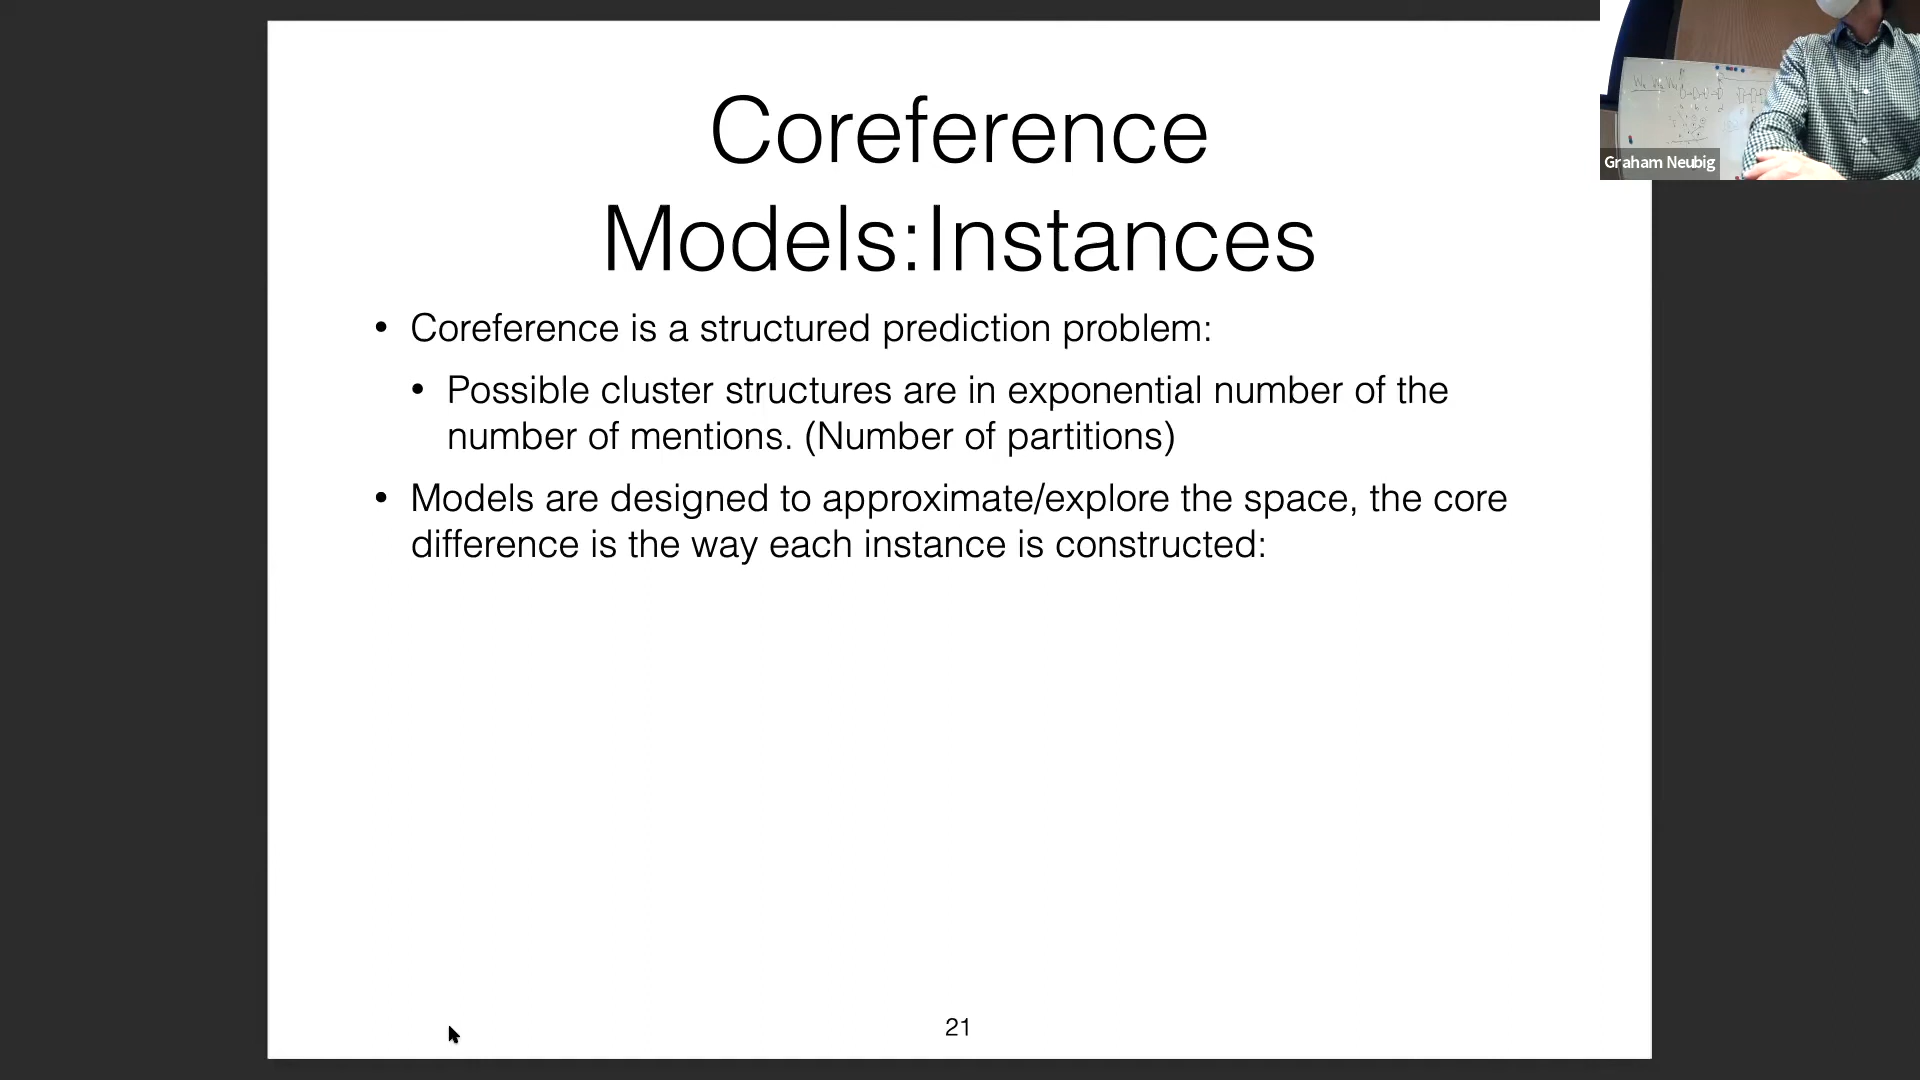 Coreference
Models:Instances
• Coreference is a structured prediction problem:
• Possible cluster structures are in exponential number of the
number of mentions. (Number of partitions)
• Models are designed to approximate/explore the space, the core
difference is the way each instance is constructed:
21
Graham Neubig